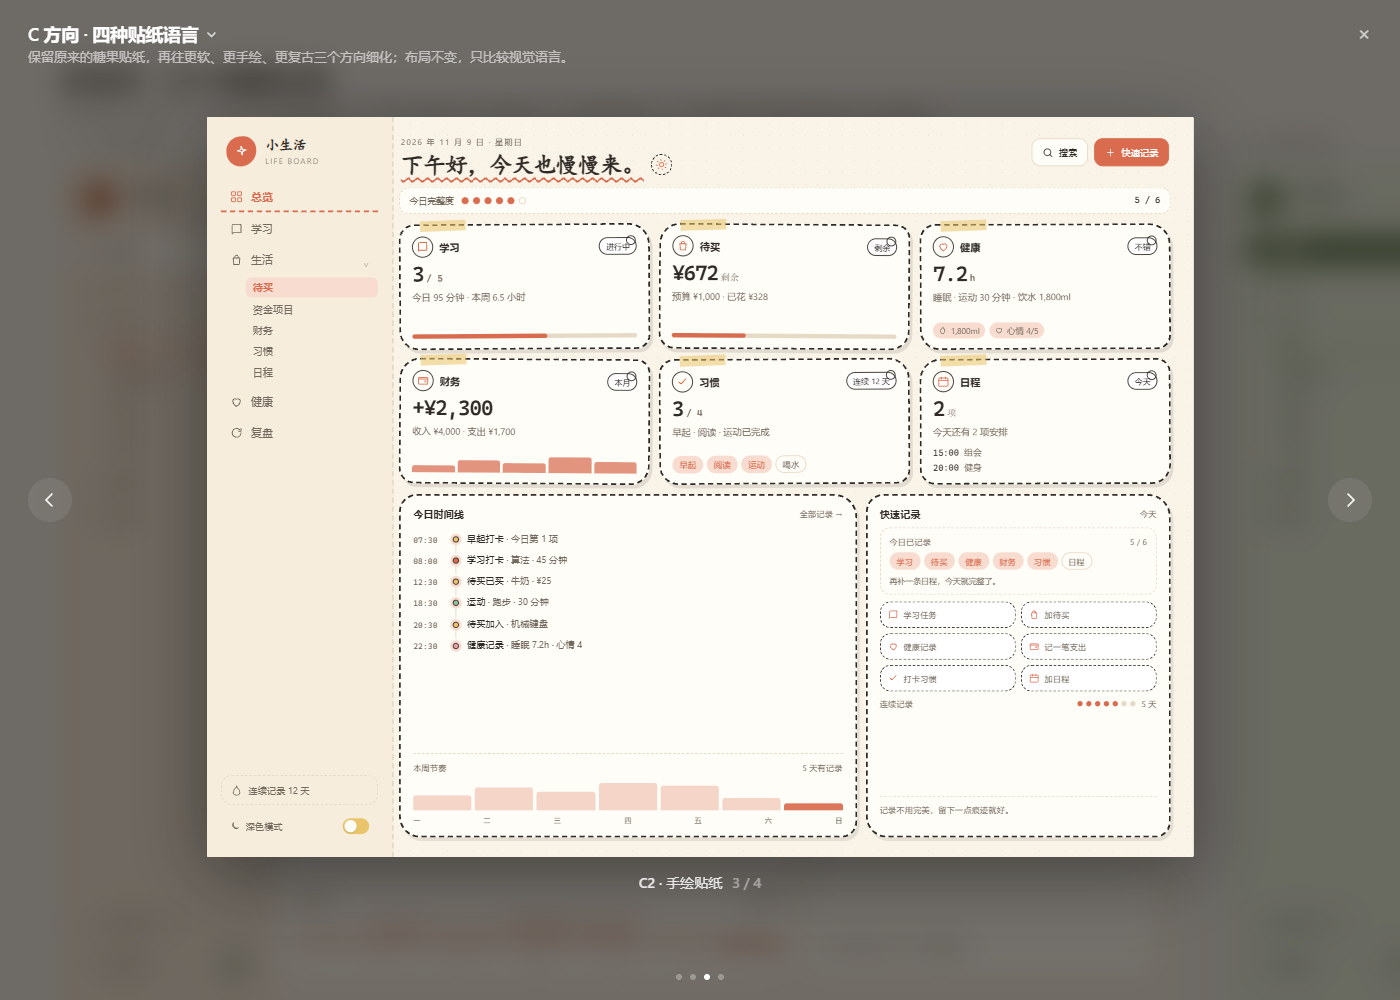 C 方向 · 四种贴纸语言
保留原来的糖果贴纸，再往更软、更手绘、更复古三个方向细化；布局不变，只比较视觉语言。
小生活
LIFE BOARD
总览
学习
生活
待买
资金项目
财务
习惯
日程
健康
复盘
连续记录 12 天
深色模式
2026 年 11 月 9 日 · 星期日
下午好，今天也慢慢来。
搜索
快速记录
今日完整度
5 / 6
学习
进行中
3 / 5
今日 95 分钟 · 本周 6.5 小时
待买
剩余
¥672 剩余
预算 ¥1,000 · 已花 ¥328
健康
不错
7.2 h
睡眠 · 运动 30 分钟 · 饮水 1,800ml
1,800ml
心情 4/5
财务
本月
+¥2,300
收入 ¥4,000 · 支出 ¥1,700
习惯
连续 12 天
3 / 4
早起 · 阅读 · 运动已完成
早起
阅读
运动
喝水
日程
今天
2 项
今天还有 2 项安排
15:00 组会
20:00 健身
今日时间线
全部记录 →
07:30 早起打卡 · 今日第 1 项
08:00 学习打卡 · 算法 · 45 分钟
12:30 待买已买 · 牛奶 · ¥25
18:30 运动 · 跑步 · 30 分钟
20:30 待买加入 · 机械键盘
22:30 健康记录 · 睡眠 7.2h · 心情 4
本周节奏
5 天有记录
一 二 三 四 五 六 日
快速记录
今天
今日已记录
5 / 6
学习
待买
健康
财务
习惯
日程
再补一条日程，今天就完整了。
学习任务
加待买
健康记录
记一笔支出
打卡习惯
加日程
连续记录
5 天
记录不用完美，留下一点痕迹就好。
C2 · 手绘贴纸 3 / 4